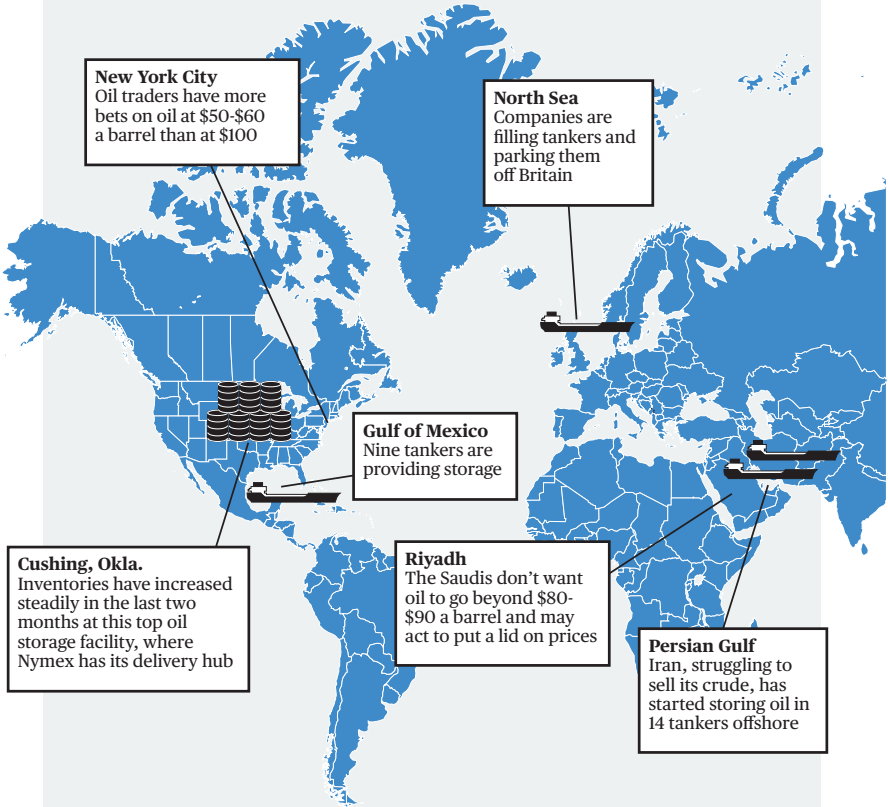 New York City
Oil traders have more
bets on oil at $50-$60
a barrel than at $100
North Sea
Companies are
filling tankers and
parking them
off Britain
Gulf of Mexico
Nine tankers are
providing storage
Cushing, Okla.
Inventories have increased
steadily in the last two
months at this top oil
storage facility, where
Nymex has its delivery hub
Riyadh
The Saudis don’t want
oil to go beyond $80-
$90 a barrel and may
act to put a lid on prices
Persian Gulf
Iran, struggling to
sell its crude, has
started storing oil in
14 tankers offshore